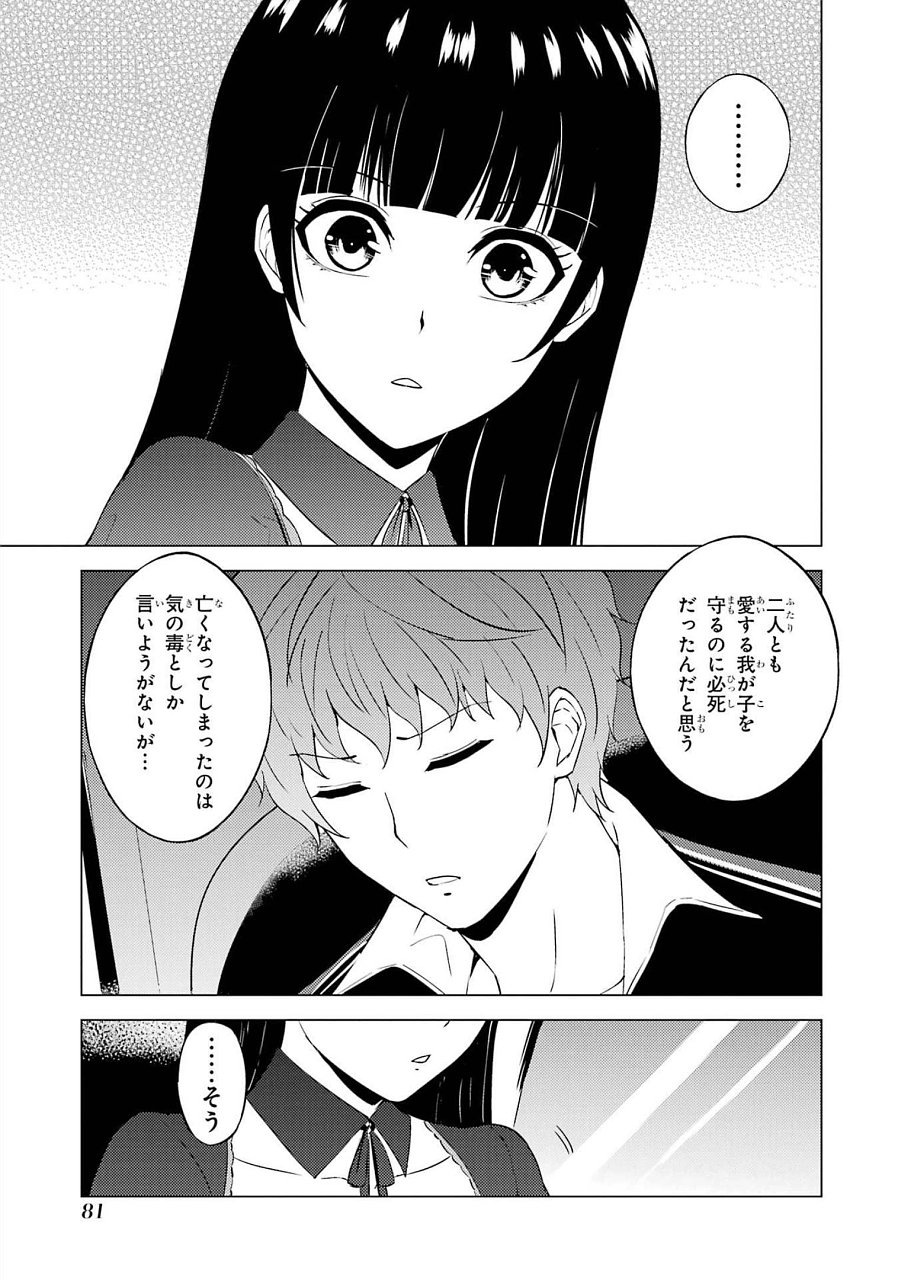 ………
二人とも
愛する我が子を
守るのに必死
だったんだと思う
亡くなってしまったのは
気の毒としか
言いようがないが…
……そう
81